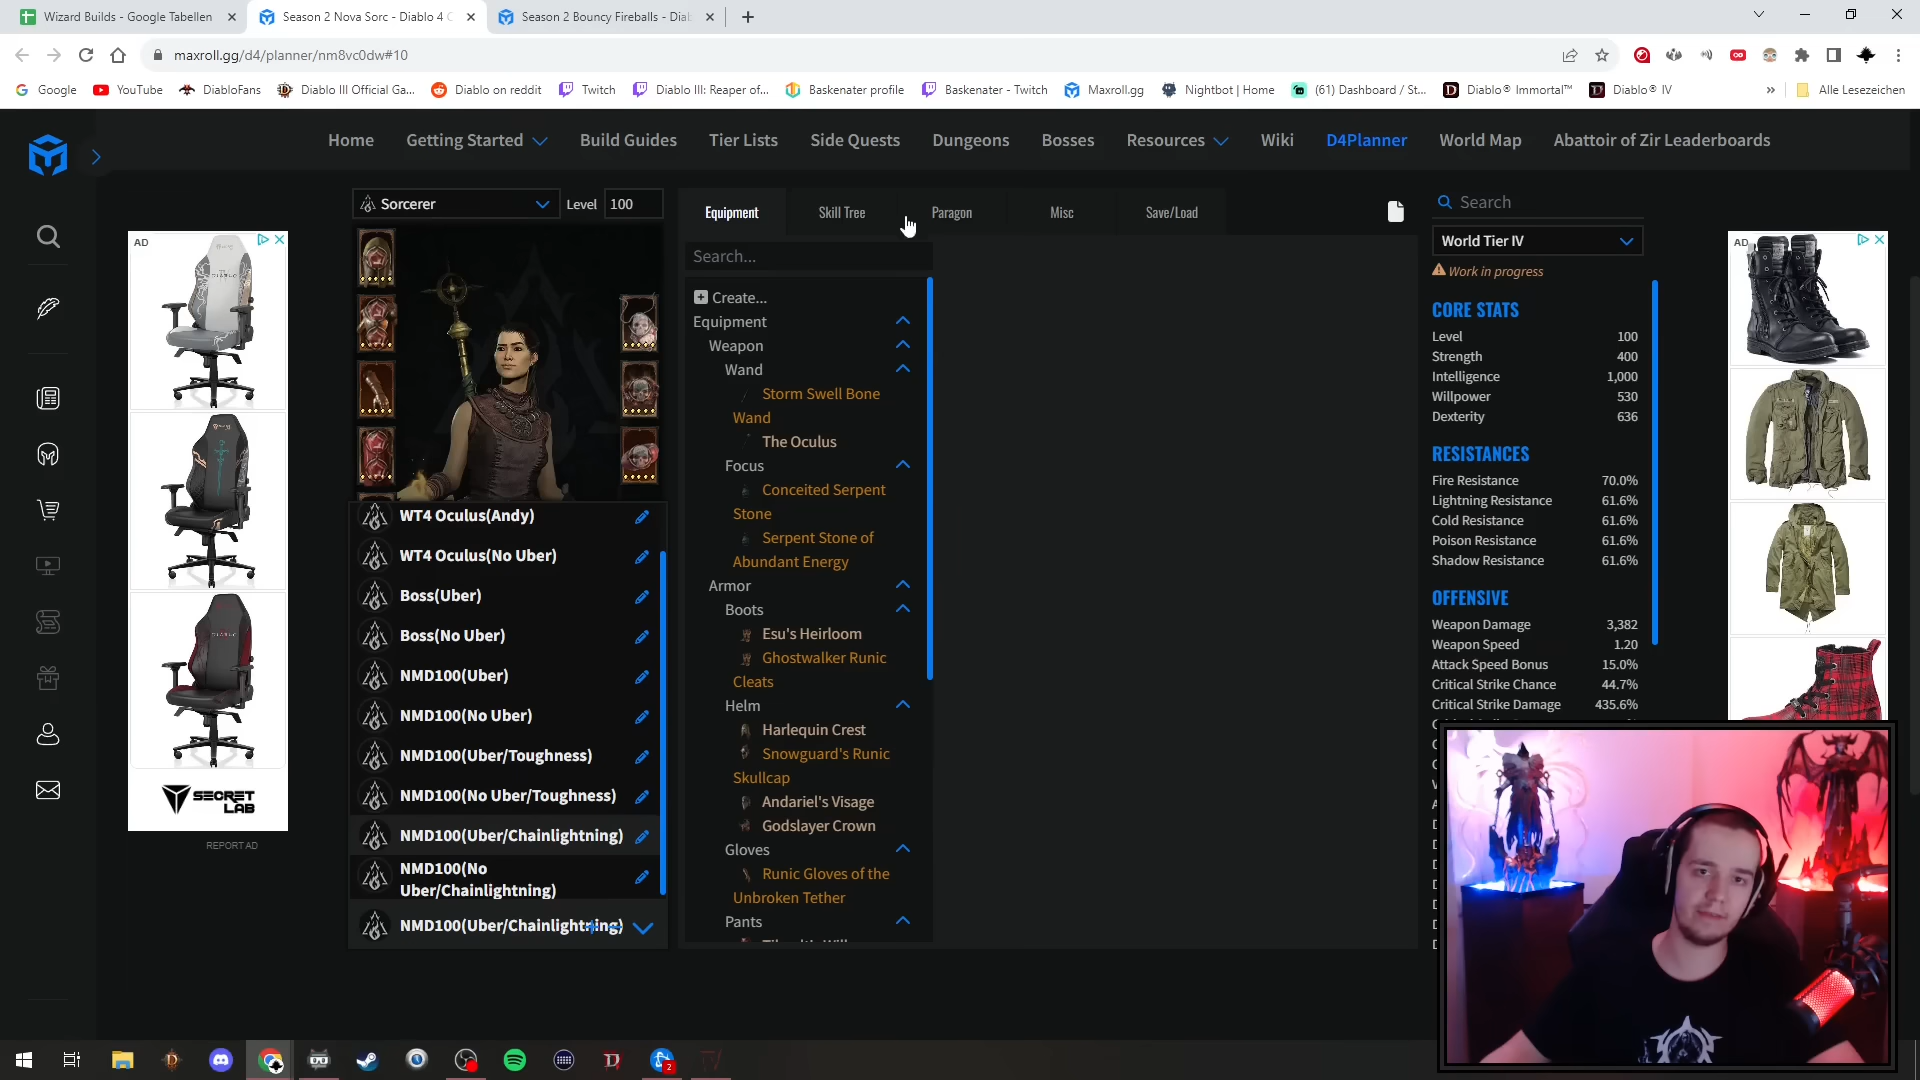 Wizard Builds - Google Tabellen
Season 2 Nova Sorc - Diablo 4 C
Season 2 Bouncy Fireballs - Diab
maxroll.gg/d4/planner/nm8vc0dw#10
Google
YouTube
DiabloFans
Diablo III Official Ga...
Diablo on reddit
Twitch
Diablo III: Reaper of...
Baskenater profile
Baskenater - Twitch
Maxroll.gg
Nightbot | Home
(61) Dashboard / St...
Diablo® Immortal™
Diablo® IV
»
Alle Lesezeichen
Home
Getting Started
Build Guides
Tier Lists
Side Quests
Dungeons
Bosses
Resources
Wiki
D4Planner
World Map
Abattoir of Zir Leaderboards
Sorcerer
Level 100
Equipment
Skill Tree
Paragon
Misc
Save/Load
Search
World Tier IV
Work in progress
AD
SECRET
LAB
REPORT AD
WT4 Oculus(Andy)
WT4 Oculus(No Uber)
Boss(Uber)
Boss(No Uber)
NMD100(Uber)
NMD100(No Uber)
NMD100(Uber/Toughness)
NMD100(No Uber/Toughness)
NMD100(Uber/Chainlightning)
NMD100(No
Uber/Chainlightning)
NMD100(Uber/Chainlightning)
Search...
Create...
Equipment
Weapon
Wand
Storm Swell Bone
Wand
The Oculus
Focus
Conceited Serpent
Stone
Serpent Stone of
Abundant Energy
Armor
Boots
Esu's Heirloom
Ghostwalker Runic
Cleats
Helm
Harlequin Crest
Snowguard's Runic
Skullcap
Andariel's Visage
Godslayer Crown
Gloves
Runic Gloves of the
Unbroken Tether
Pants
CORE STATS
Level 100
Strength 400
Intelligence 1,000
Willpower 530
Dexterity 636
RESISTANCES
Fire Resistance 70.0%
Lightning Resistance 61.6%
Cold Resistance 61.6%
Poison Resistance 61.6%
Shadow Resistance 61.6%
OFFENSIVE
Weapon Damage 3,382
Weapon Speed 1.20
Attack Speed Bonus 15.0%
Critical Strike Chance 44.7%
Critical Strike Damage 435.6%
AD
2